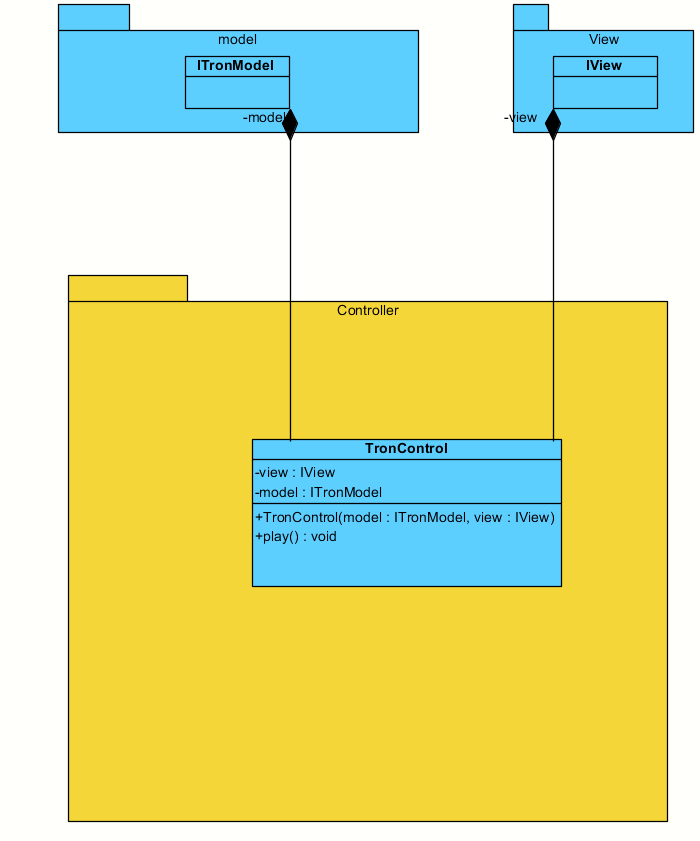 model
ITronModel
-model
View
IView
-view
Controller
TronControl
-view : IView
-model : ITronModel
+TronControl(model : ITronModel, view : IView)
+play() : void